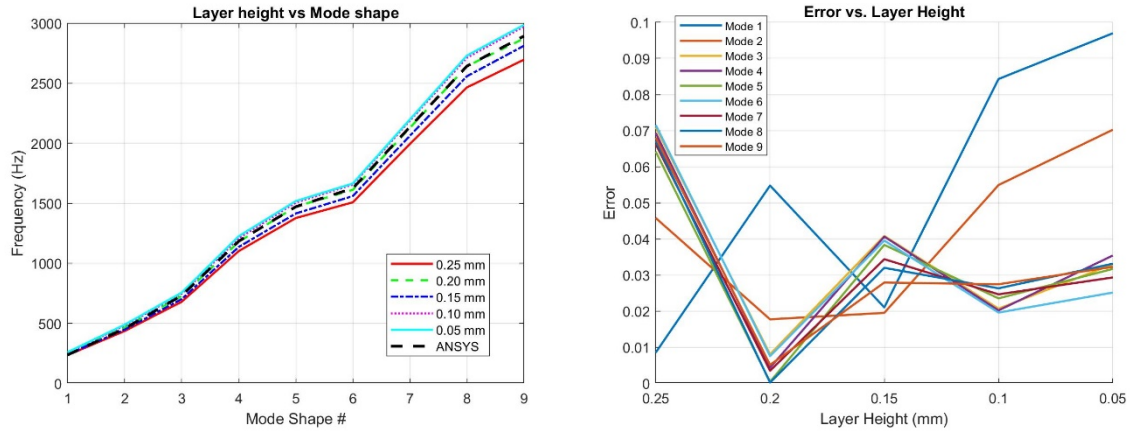 Layer height vs Mode shape
3000
2500
2000
1500
1000
500
0
Frequency (Hz)
0.25 mm
0.20 mm
0.15 mm
0.10 mm
0.05 mm
ANSYS
1 2 3 4 5 6 7 8 9
Mode Shape #
Error vs. Layer Height
0.1
0.09
0.08
0.07
0.06
0.05
0.04
0.03
0.02
0.01
0
Error
Mode 1
Mode 2
Mode 3
Mode 4
Mode 5
Mode 6
Mode 7
Mode 8
Mode 9
0.25 0.2 0.15 0.1 0.05
Layer Height (mm)